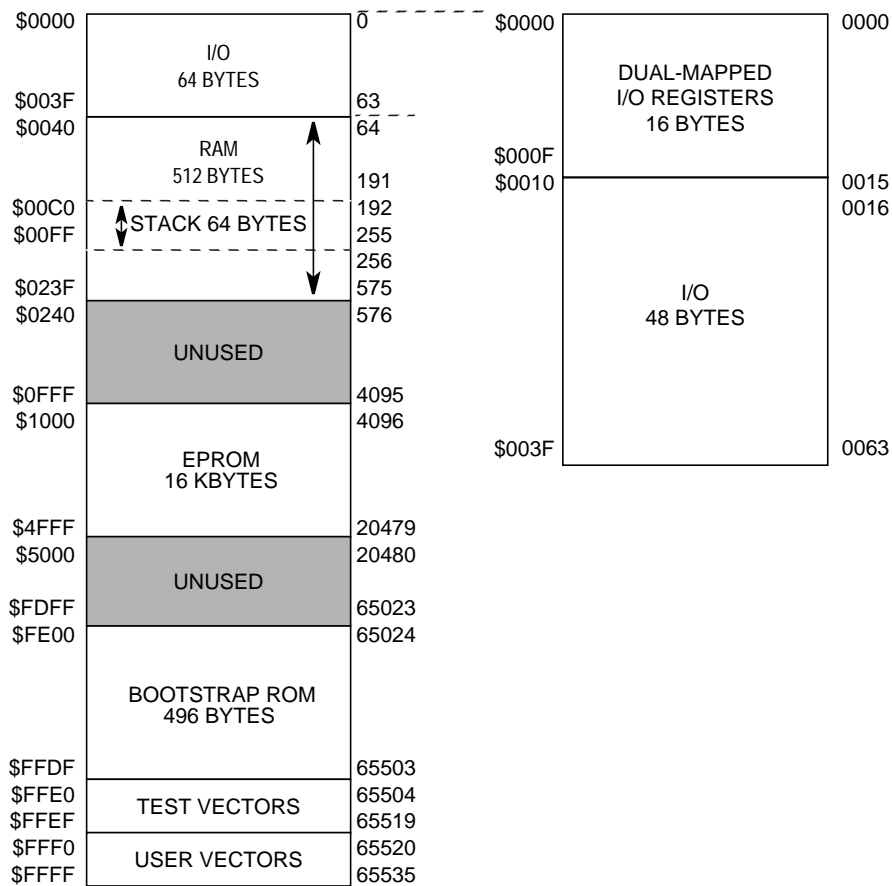 $0000 0
I/O
64 BYTES
$003F 63
$0040 64
RAM
512 BYTES
191
$00C0 192
STACK 64 BYTES
$00FF 255
256
$023F 575
$0240 576
UNUSED
$0FFF 4095
$1000 4096
EPROM
16 KBYTES
$4FFF 20479
$5000 20480
UNUSED
$FDFF 65023
$FE00 65024
BOOTSTRAP ROM
496 BYTES
$FFDF 65503
$FFE0 65504
TEST VECTORS
$FFEF 65519
$FFF0 65520
USER VECTORS
$FFFF 65535
$0000 0000
DUAL-MAPPED
I/O REGISTERS
16 BYTES
$000F
$0010 0015
0016
I/O
48 BYTES
$003F 0063